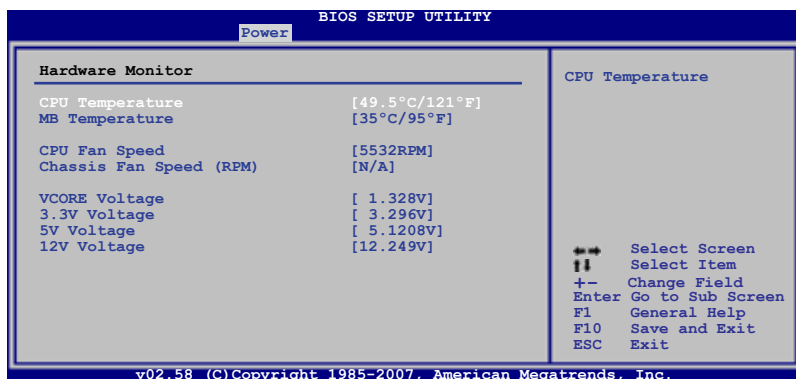 BIOS SETUP UTILITY
Power
Hardware Monitor
CPU Temperature [49.5°C/121°F]
MB Temperature [35°C/95°F]
CPU Fan Speed [5532RPM]
Chassis Fan Speed (RPM) [N/A]
VCORE Voltage [ 1.328V]
3.3V Voltage [ 3.296V]
5V Voltage [ 5.1208V]
12V Voltage [12.249V]
CPU Temperature
←→ Select Screen
↑↓ Select Item
+- Change Field
Enter Go to Sub Screen
F1 General Help
F10 Save and Exit
ESC Exit
v02.58 (C)Copyright 1985-2007, American Megatrends, Inc.